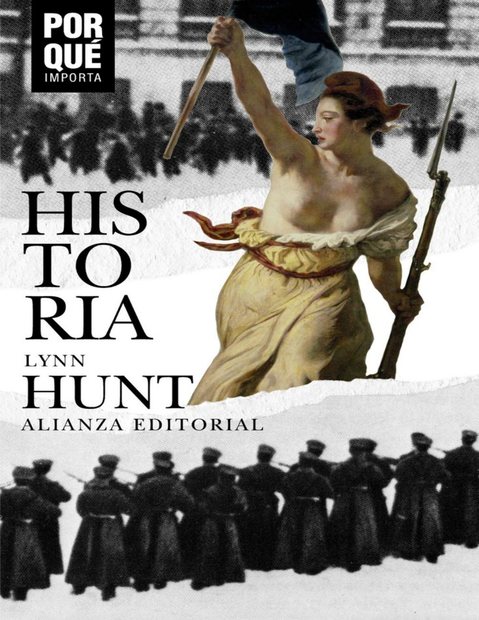 POR
QUÉ
IMPORTA
HIS
TO
RIA
LYNN
HUNT
ALIANZA EDITORIAL